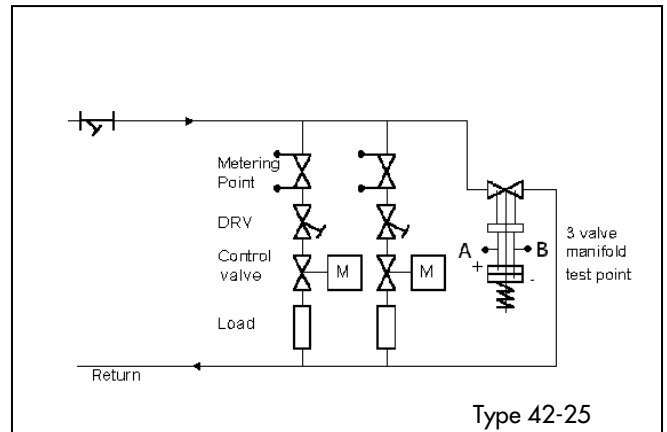 Metering
Point
DRV
Control
valve
M
M
Load
A
B
+
-
3 valve
manifold
test point
Return
Type 42-25